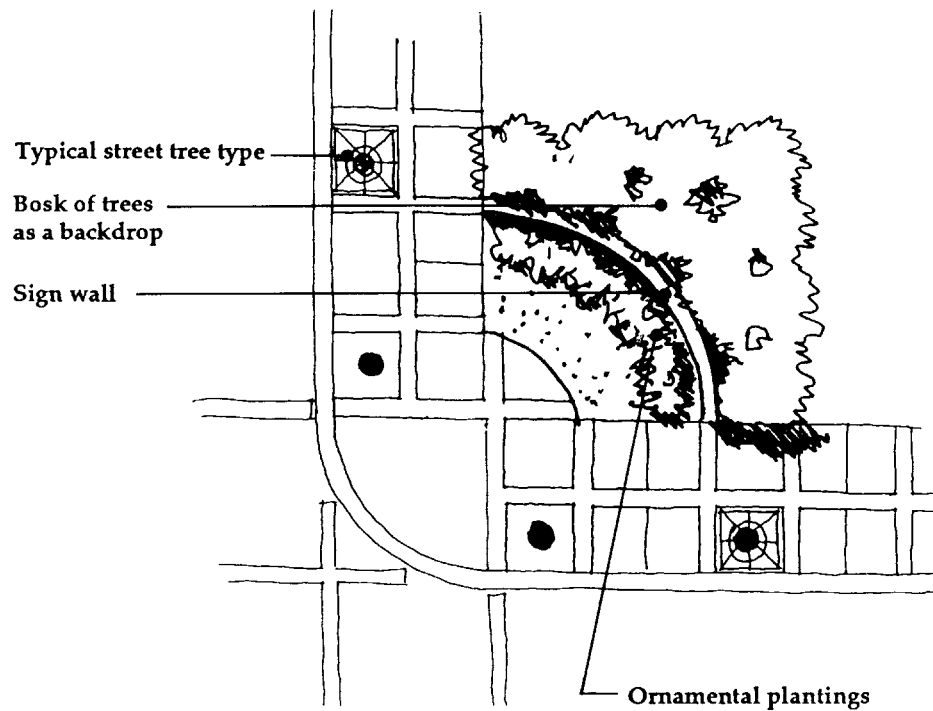 Typical street tree type
Bosk of trees
as a backdrop
Sign wall
Ornamental plantings